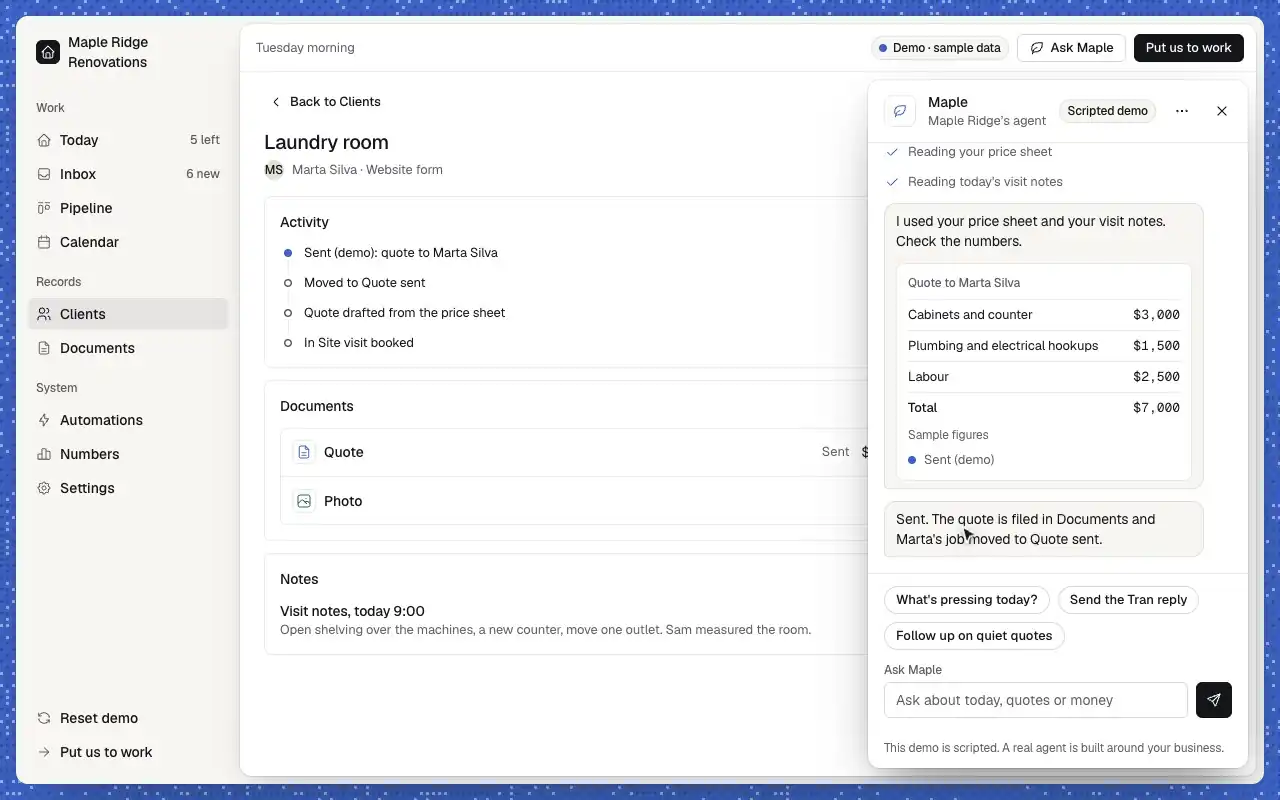 Maple Ridge
Renovations
Work
Today 5 left
Inbox 6 new
Pipeline
Calendar
Records
Clients
Documents
System
Automations
Numbers
Settings
Reset demo
Put us to work
Tuesday morning
Demo · sample data
Ask Maple
Put us to work
Back to Clients
Laundry room
MS Marta Silva · Website form
Activity
Sent (demo): quote to Marta Silva
Moved to Quote sent
Quote drafted from the price sheet
In Site visit booked
Documents
Quote Sent $
Photo
Notes
Visit notes, today 9:00
Open shelving over the machines, a new counter, move one outlet. Sam measured the room.
Maple
Maple Ridge's agent
Scripted demo
Reading your price sheet
Reading today's visit notes
I used your price sheet and your visit notes.
Check the numbers.
Quote to Marta Silva
Cabinets and counter $3,000
Plumbing and electrical hookups $1,500
Labour $2,500
Total $7,000
Sample figures
Sent (demo)
Sent. The quote is filed in Documents and
Marta's job moved to Quote sent.
What's pressing today?
Send the Tran reply
Follow up on quiet quotes
Ask Maple
Ask about today, quotes or money
This demo is scripted. A real agent is built around your business.